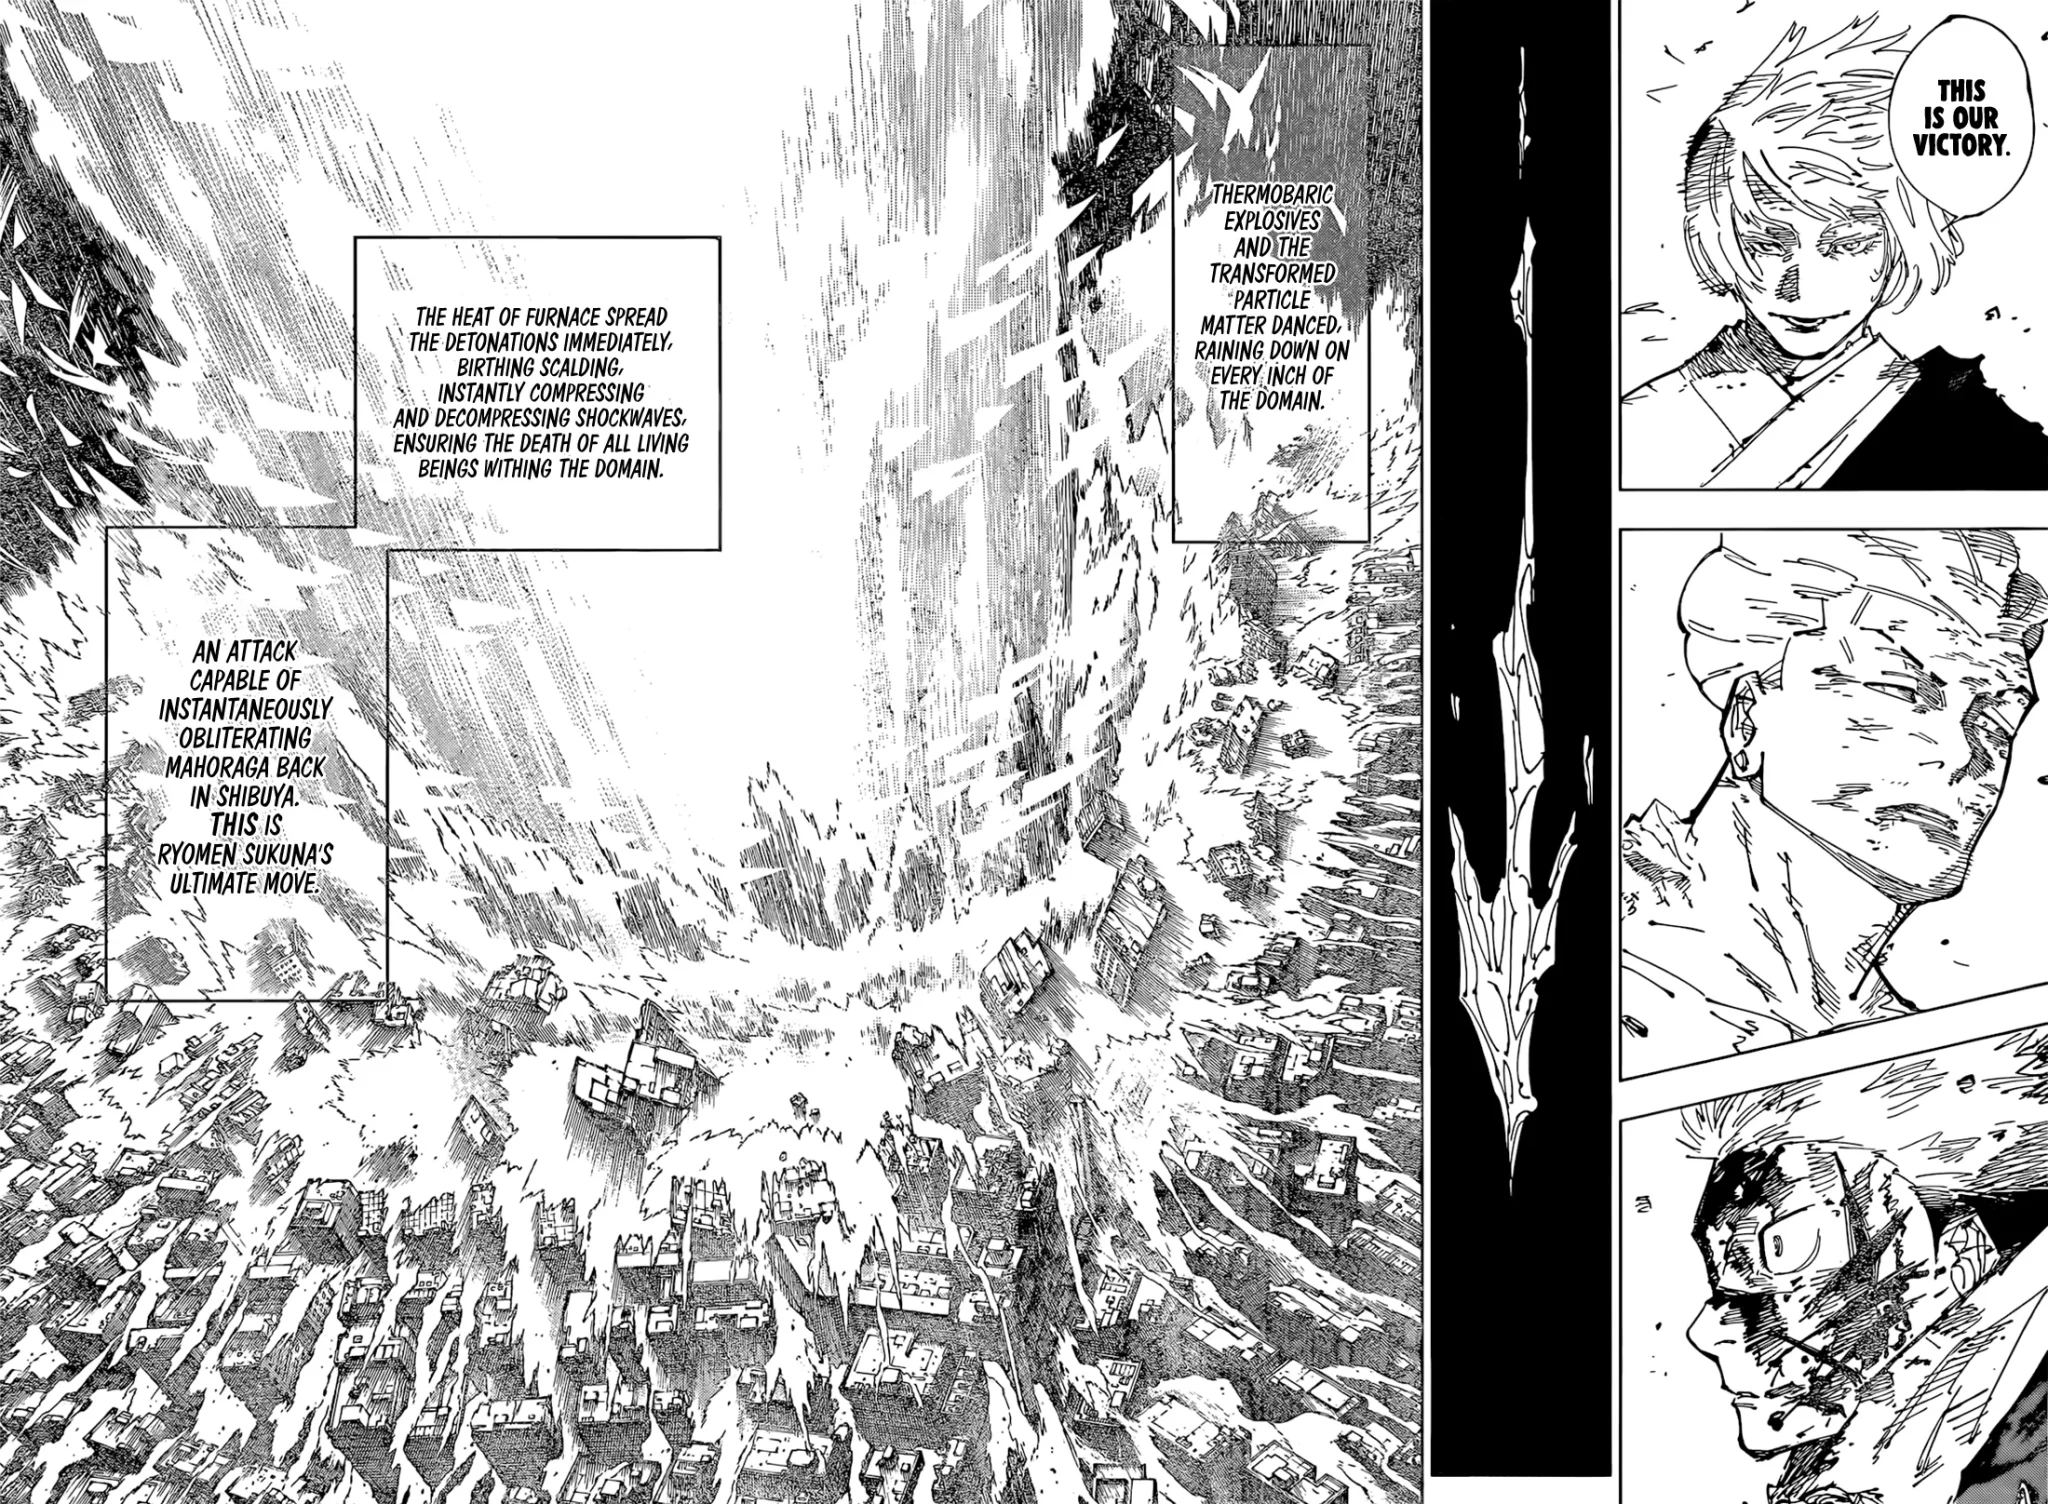 THIS
IS OUR
VICTORY.
THERMOBARIC
EXPLOSIVES
AND THE
TRANSFORMED
PARTICLE
MATTER DANCED,
RAINING DOWN ON
EVERY INCH OF
THE DOMAIN.
THE HEAT OF FURNACE SPREAD
THE DETONATIONS IMMEDIATELY,
BIRTHING SCALDING,
INSTANTLY COMPRESSING
AND DECOMPRESSING SHOCKWAVES,
ENSURING THE DEATH OF ALL LIVING
BEINGS WITHING THE DOMAIN.
AN ATTACK
CAPABLE OF
INSTANTANEOUSLY
OBLITERATING
MAHORAGA BACK
IN SHIBUYA.
THIS IS
RYOMEN SUKUNA'S
ULTIMATE MOVE.